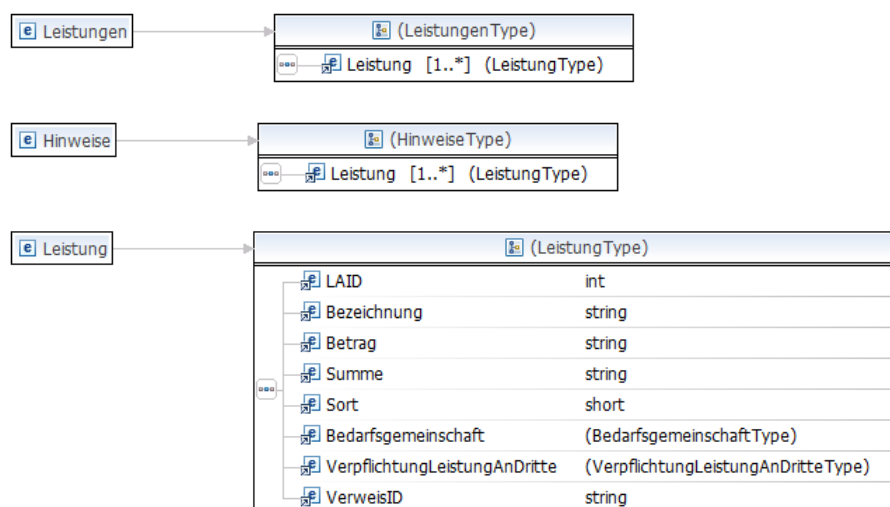 e Leistungen
(LeistungenType)
e Leistung [1..*] (LeistungType)
e Hinweise
(HinweiseType)
e Leistung [1..*] (LeistungType)
e Leistung
(LeistungType)
e LAID int
e Bezeichnung string
e Betrag string
e Summe string
e Sort short
e Bedarfsgemeinschaft (BedarfsgemeinschaftType)
e VerpflichtungLeistungAnDritte (VerpflichtungLeistungAnDritteType)
e VerweisID string